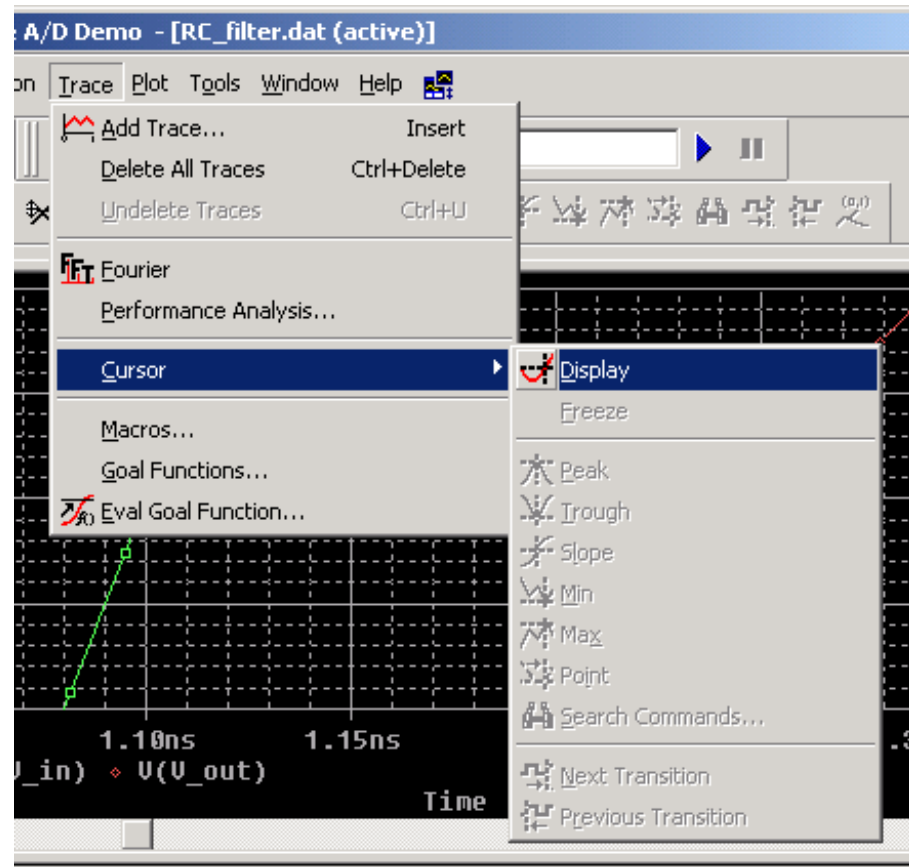 A/D Demo - [RC_filter.dat (active)]
on Trace Plot Tools Window Help
Add Trace... Insert
Delete All Traces Ctrl+Delete
Undelete Traces Ctrl+U
FFT Fourier
Performance Analysis...
Cursor
Macros...
Goal Functions...
Eval Goal Function...
Display
Freeze
Peak
Trough
Slope
Min
Max
Point
Search Commands...
Next Transition
Previous Transition
1.10ns 1.15ns
V_in) V(V_out)
Time